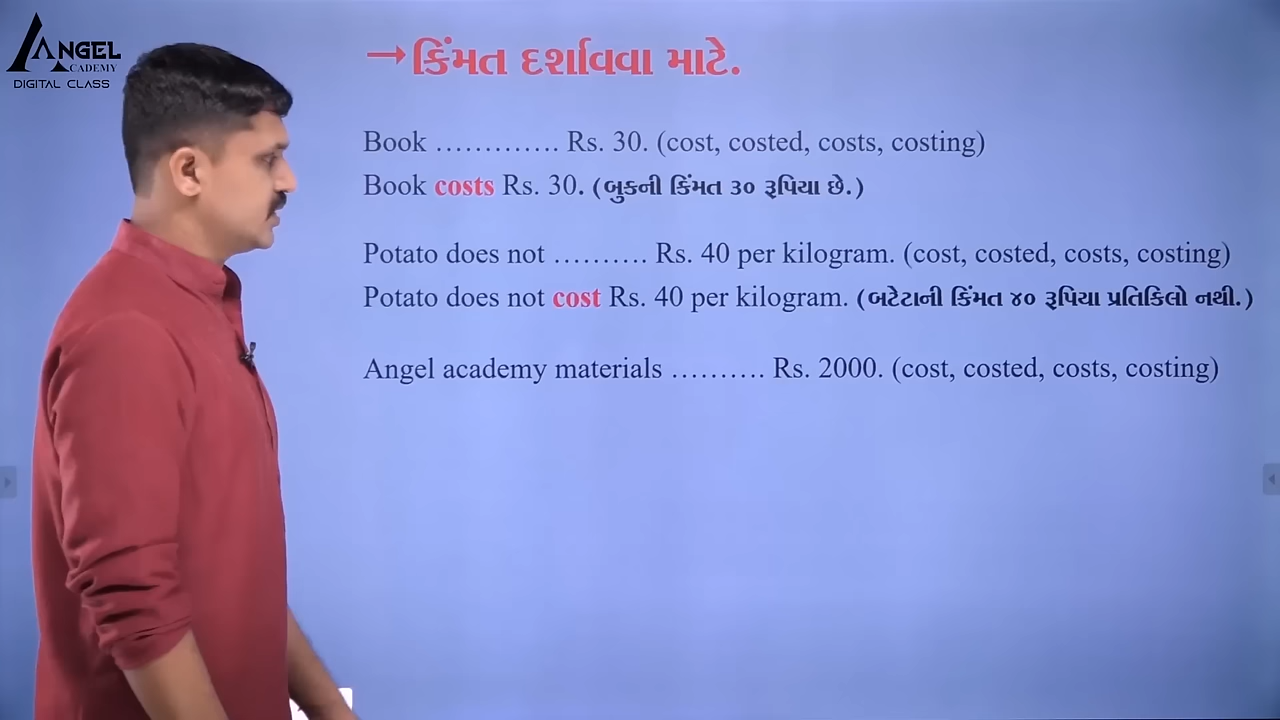 ANGEL
ACADEMY
DIGITAL CLASS
→કિંમત દર્શાવવા માટે.
Book …………. Rs. 30. (cost, costed, costs, costing)
Book costs Rs. 30. (બુકની કિંમત ૩૦ રૂપિયા છે.)
Potato does not ………. Rs. 40 per kilogram. (cost, costed, costs, costing)
Potato does not cost Rs. 40 per kilogram. (બટેટાની કિંમત ૪૦ રૂપિયા પ્રતિકિલો નથી.)
Angel academy materials ………. Rs. 2000. (cost, costed, costs, costing)